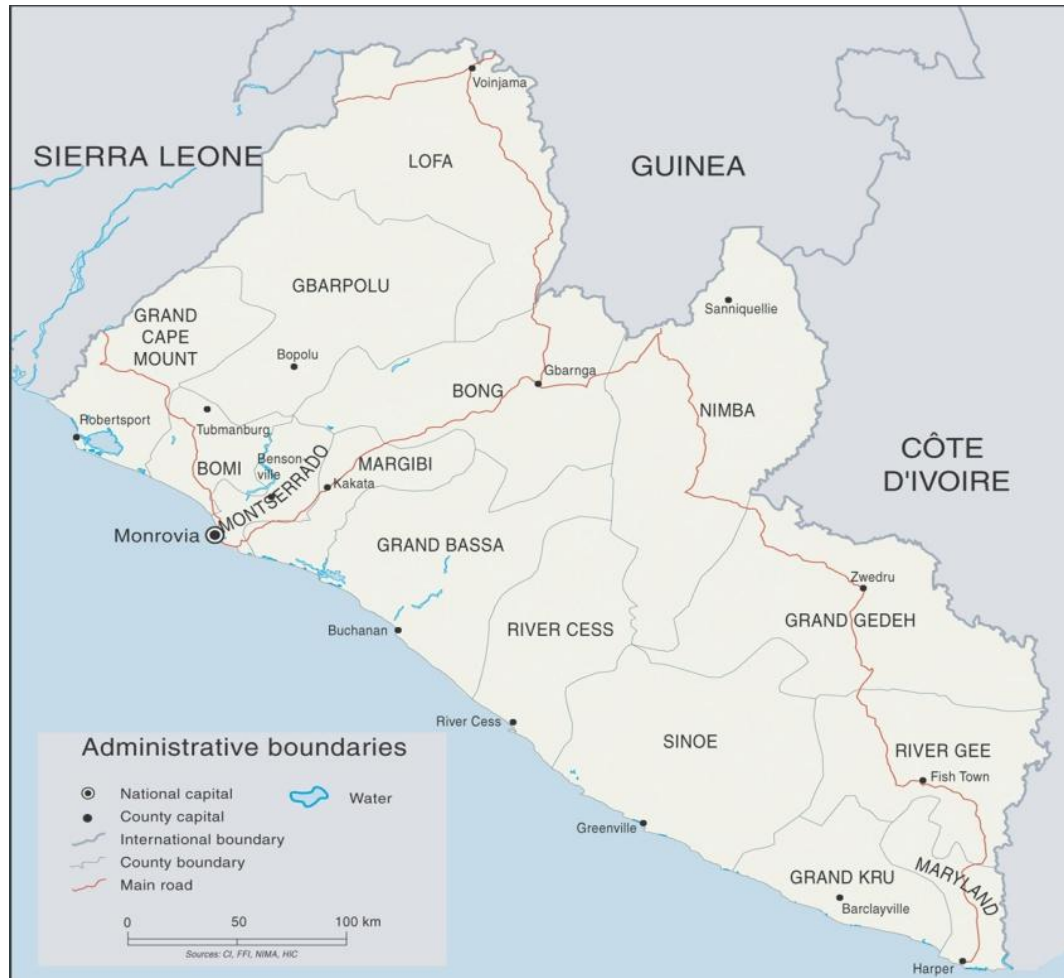 Voinjama
LOFA
SIERRA LEONE
GUINEA
GBARPOLU
Sanniquellie
GRAND
CAPE
MOUNT
Bopolu
Gbarnga
BONG
NIMBA
Robertsport
Tubmanburg
CÔTE
D'IVOIRE
BOMI
Benson-
ville
MONTSERRADO
MARGIBI
Kakata
Monrovia
GRAND BASSA
Zwedru
GRAND GEDEH
Buchanan
RIVER CESS
River Cess
SINOE
RIVER GEE
Fish Town
Greenville
GRAND KRU
MARYLAND
Barclayville
Harper
Administrative boundaries
National capital
Water
County capital
International boundary
County boundary
Main road
0 50 100 km
Sources: CI, FFI, NIMA, HIC